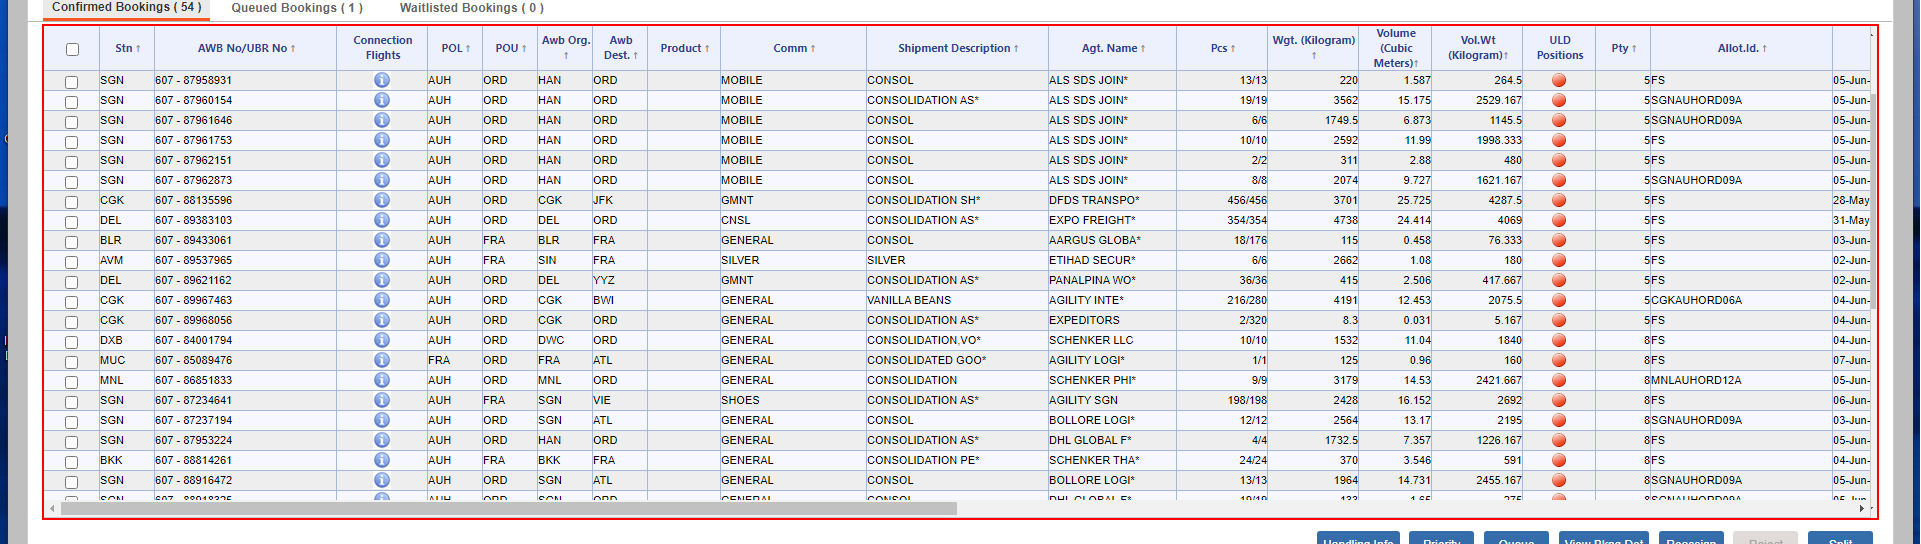 Confirmed Bookings ( 54 ) Queued Bookings ( 1 ) Waitlisted Bookings ( 0 )
Stn ↑ AWB No/UBR No ↑ Connection Flights POL ↑ POU ↑ Awb Org. ↑ Awb Dest. ↑ Product ↑ Comm ↑ Shipment Description ↑ Agt. Name ↑ Pcs ↑ Wgt. (Kilogram) ↑ Volume (Cubic Meters)↑ Vol.Wt (Kilogram)↑ ULD Positions Pty ↑ Allot.Id. ↑
SGN 607 - 87958931 AUH ORD HAN ORD MOBILE CONSOL ALS SDS JOIN* 13/13 220 1.587 264.5 5 FS 05-Jun-
SGN 607 - 87960154 AUH ORD HAN ORD MOBILE CONSOLIDATION AS* ALS SDS JOIN* 19/19 3562 15.175 2529.167 5 SGNAUHORD09A 05-Jun-
SGN 607 - 87961646 AUH ORD HAN ORD MOBILE CONSOL ALS SDS JOIN* 6/6 1749.5 6.873 1145.5 5 SGNAUHORD09A 05-Jun-
SGN 607 - 87961753 AUH ORD HAN ORD MOBILE CONSOL ALS SDS JOIN* 10/10 2592 11.99 1998.333 5 FS 05-Jun-
SGN 607 - 87962151 AUH ORD HAN ORD MOBILE CONSOL ALS SDS JOIN* 2/2 311 2.88 480 5 FS 05-Jun-
SGN 607 - 87962873 AUH ORD HAN ORD MOBILE CONSOL ALS SDS JOIN* 8/8 2074 9.727 1621.167 5 SGNAUHORD09A 05-Jun-
CGK 607 - 88135596 AUH ORD CGK JFK GMNT CONSOLIDATION SH* DFDS TRANSPO* 456/456 3701 25.725 4287.5 5 FS 28-May
DEL 607 - 89383103 AUH ORD DEL ORD CNSL CONSOLIDATION AS* EXPO FREIGHT* 354/354 4738 24.414 4069 5 FS 31-May
BLR 607 - 89433061 AUH FRA BLR FRA GENERAL CONSOL AARGUS GLOBA* 18/176 115 0.458 76.333 5 FS 03-Jun-
AVM 607 - 89537965 AUH FRA SIN FRA SILVER SILVER ETIHAD SECUR* 6/6 2662 1.08 180 5 FS 02-Jun-
DEL 607 - 89621162 AUH ORD DEL YYZ GMNT CONSOLIDATION AS* PANALPINA WO* 36/36 415 2.506 417.667 5 FS 02-Jun-
CGK 607 - 89967463 AUH ORD CGK BWI GENERAL VANILLA BEANS AGILITY INTE* 216/280 4191 12.453 2075.5 5 CGKAUHORD06A 04-Jun-
CGK 607 - 89968056 AUH ORD CGK ORD GENERAL CONSOLIDATION AS* EXPEDITORS 2/320 8.3 0.031 5.167 5 FS 04-Jun-
DXB 607 - 84001794 AUH ORD DWC ORD GENERAL CONSOLIDATION,VO* SCHENKER LLC 10/10 1532 11.04 1840 8 FS 04-Jun-
MUC 607 - 85089476 FRA ORD FRA ATL GENERAL CONSOLIDATED GOO* AGILITY LOGI* 1/1 125 0.96 160 8 FS 07-Jun-
MNL 607 - 86851833 AUH ORD MNL ORD GENERAL CONSOLIDATION SCHENKER PHI* 9/9 3179 14.53 2421.667 8 MNLAUHORD12A 05-Jun-
SGN 607 - 87234641 AUH FRA SGN VIE SHOES CONSOLIDATION AS* AGILITY SGN 198/198 2428 16.152 2692 8 FS 06-Jun-
SGN 607 - 87237194 AUH ORD SGN ATL GENERAL CONSOL BOLLORE LOGI* 12/12 2564 13.17 2195 8 SGNAUHORD09A 03-Jun-
SGN 607 - 87953224 AUH ORD HAN ORD GENERAL CONSOLIDATION AS* DHL GLOBAL F* 4/4 1732.5 7.357 1226.167 8 FS 05-Jun-
BKK 607 - 88814261 AUH FRA BKK FRA GENERAL CONSOLIDATION PE* SCHENKER THA* 24/24 370 3.546 591 8 FS 04-Jun-
SGN 607 - 88916472 AUH ORD SGN ATL GENERAL CONSOL BOLLORE LOGI* 13/13 1964 14.731 2455.167 8 SGNAUHORD09A 05-Jun-
Handling Info Priority Queue View Pkng Det Reassign Reject Split